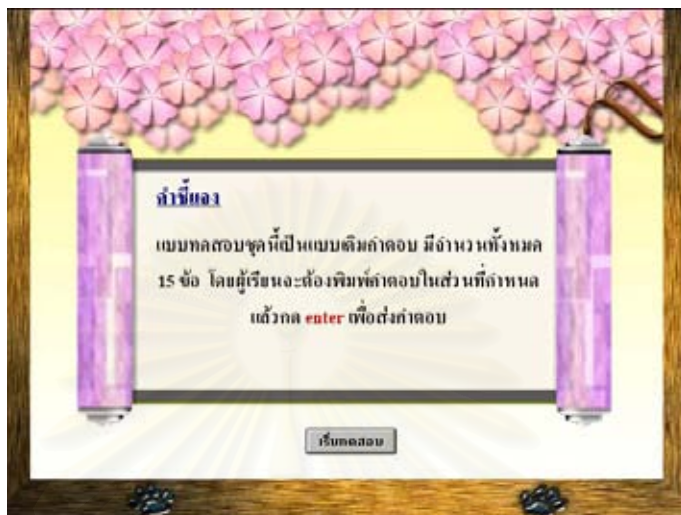 คำชี้แจง
แบบทดสอบชุดนี้เป็นแบบเติมคำตอบ มีจำนวนทั้งหมด
15 ข้อ โดยผู้เรียนจะต้องพิมพ์คำตอบในส่วนที่กำหนด
แล้วกด enter เพื่อส่งคำตอบ
เริ่มทดสอบ